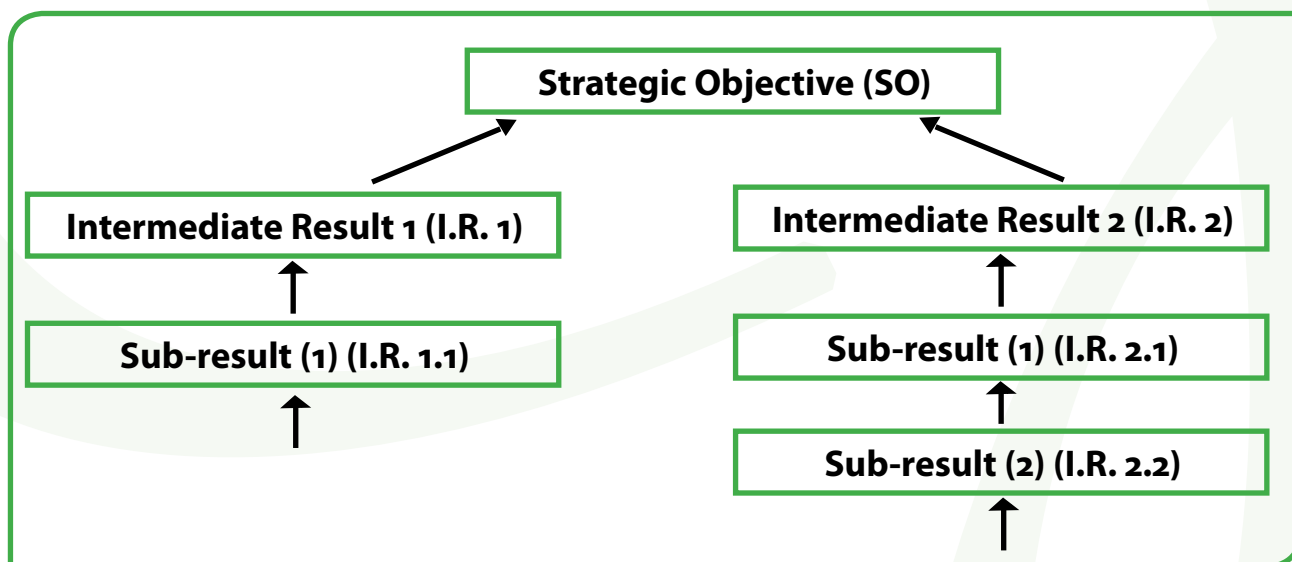 Strategic Objective (SO)
Intermediate Result 1 (I.R. 1)
Intermediate Result 2 (I.R. 2)
Sub-result (1) (I.R. 1.1)
Sub-result (1) (I.R. 2.1)
Sub-result (2) (I.R. 2.2)